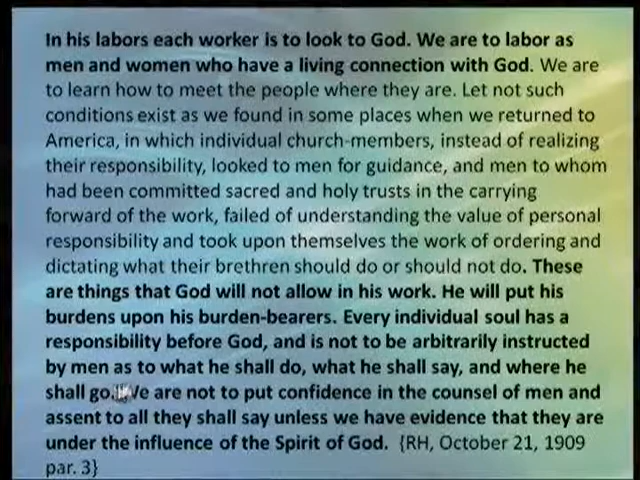 In his labors each worker is to look to God. We are to labor as
men and women who have a living connection with God. We are
to learn how to meet the people where they are. Let not such
conditions exist as we found in some places when we returned to
America, in which individual church-members, instead of realizing
their responsibility, looked to men for guidance, and men to whom
had been committed sacred and holy trusts in the carrying
forward of the work, failed of understanding the value of personal
responsibility and took upon themselves the work of ordering and
dictating what their brethren should do or should not do. These
are things that God will not allow in his work. He will put his
burdens upon his burden-bearers. Every individual soul has a
responsibility before God, and is not to be arbitrarily instructed
by men as to what he shall do, what he shall say, and where he
shall go. We are not to put confidence in the counsel of men and
assent to all they shall say unless we have evidence that they are
under the influence of the Spirit of God. {RH, October 21, 1909
par. 3}